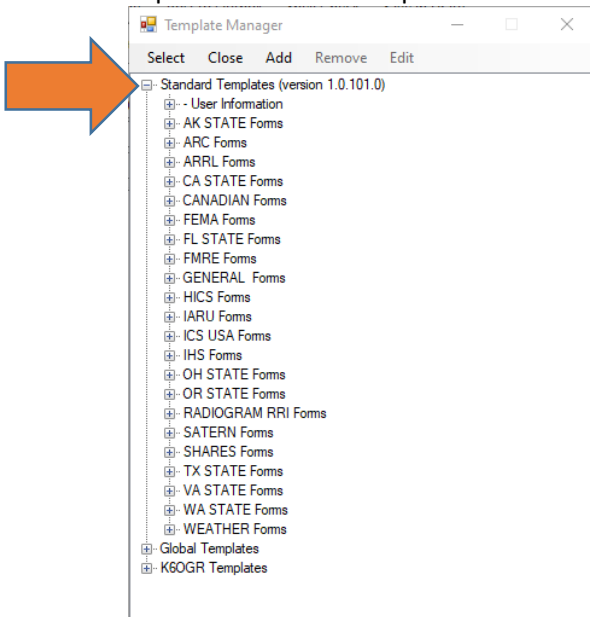 Template Manager
Select Close Add Remove Edit
Standard Templates (version 1.0.101.0)
- User Information
AK STATE Forms
ARC Forms
ARRL Forms
CA STATE Forms
CANADIAN Forms
FEMA Forms
FL STATE Forms
FMRE Forms
GENERAL Forms
HICS Forms
IARU Forms
ICS USA Forms
IHS Forms
OH STATE Forms
OR STATE Forms
RADIOGRAM RRI Forms
SATERN Forms
SHARES Forms
TX STATE Forms
VA STATE Forms
WA STATE Forms
WEATHER Forms
Global Templates
K6OGR Templates